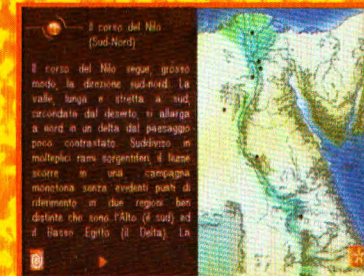 Il corso del Nilo
(Sud-Nord)
Il corso del Nilo segue, grosso
modo, la direzione sud-nord. La
valle, lunga e stretta a sud,
circondata dal deserto, si allarga
a nord in un delta dal paesaggio
poco contrastato. Suddiviso in
molteplici rami sorgentiferi, il fiume
scorre in una campagna
monotona senza evidenti punti di
riferimento in due regioni ben
distinte che sono l'Alto (il sud) ed
il Basso Egitto (il Delta). La